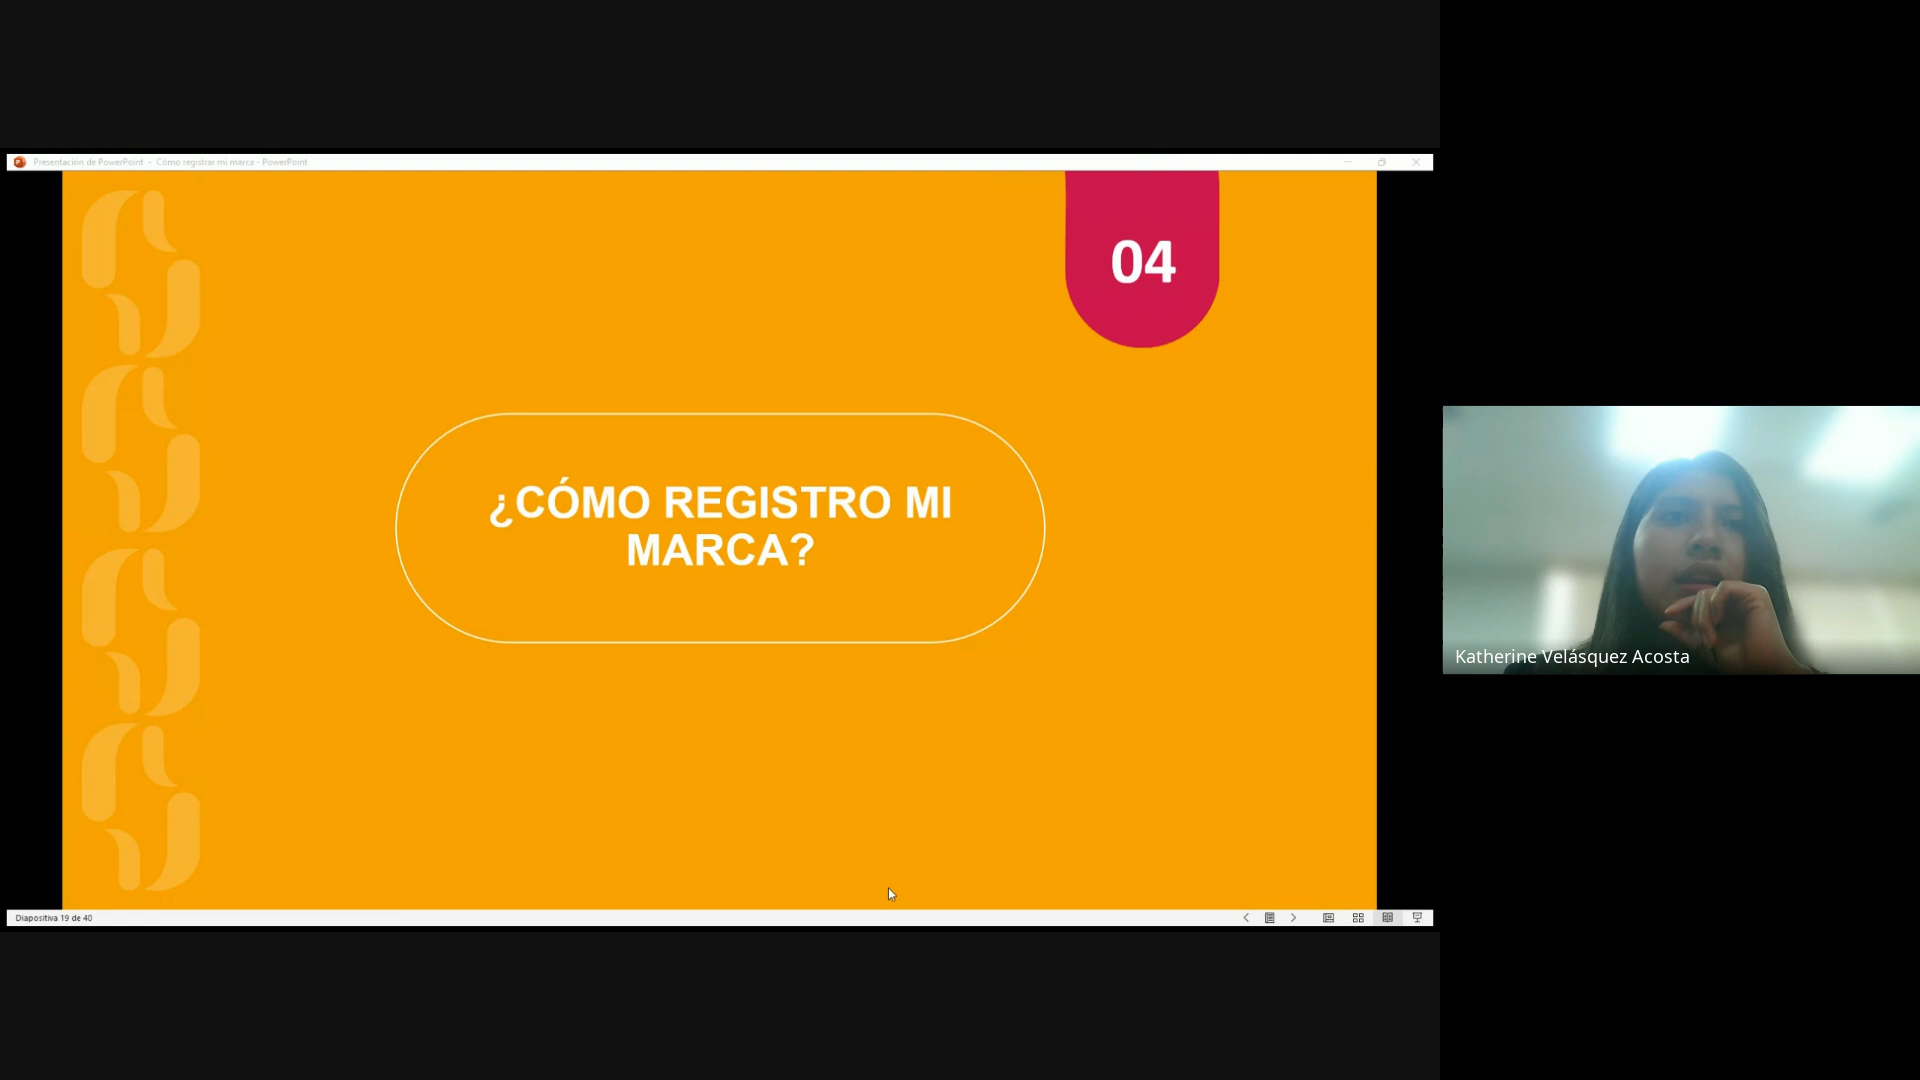 Presentación de PowerPoint - Cómo registrar mi marca - PowerPoint
04
¿CÓMO REGISTRO MI
MARCA?
Katherine Velásquez Acosta
Diapositiva 19 de 40